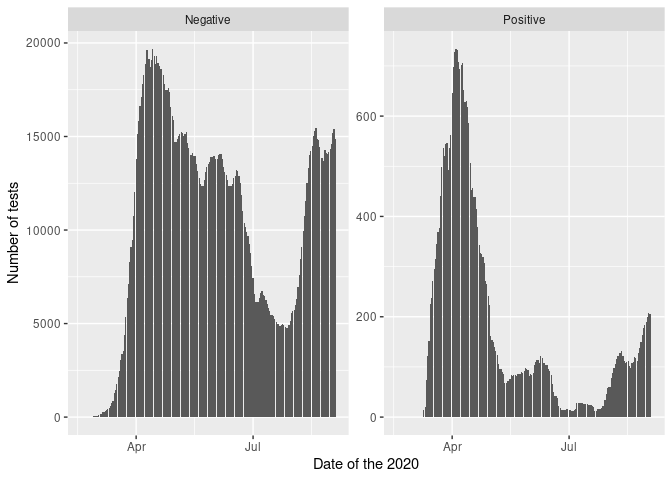 Negative
Positive
20000
15000
10000
5000
0
600
400
200
0
Number of tests
Apr
Jul
Apr
Jul
Date of the 2020